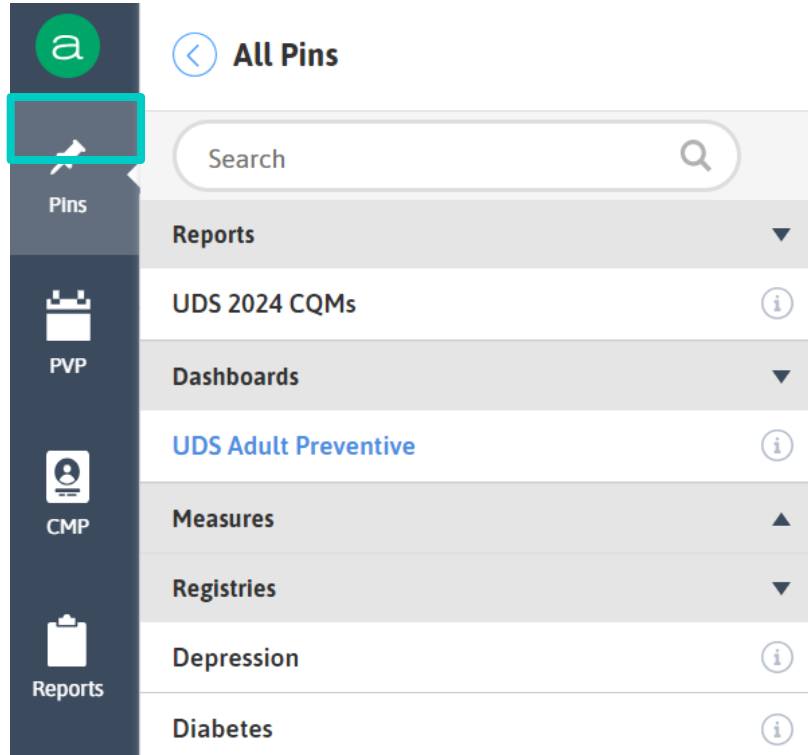 a
All Pins
Search
Pins
Reports
UDS 2024 CQMs
PVP
Dashboards
UDS Adult Preventive
CMP
Measures
Registries
Depression
Reports
Diabetes